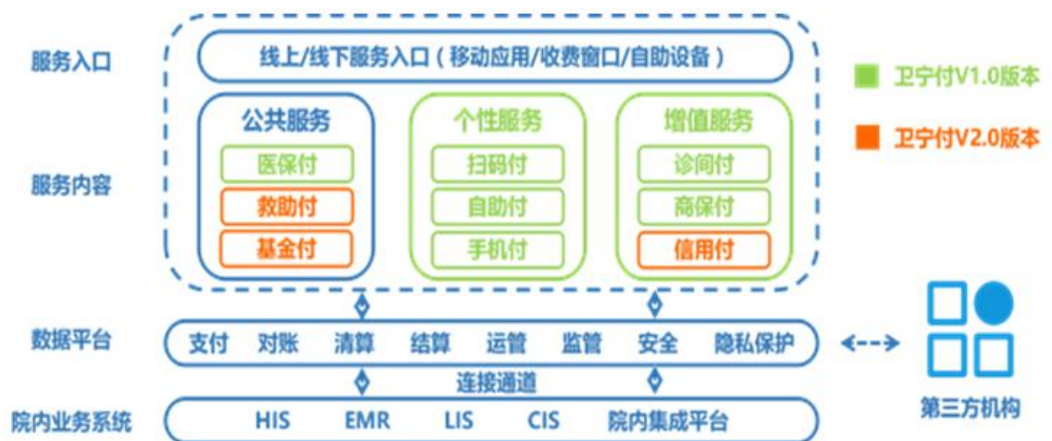 服务入口
线上/线下服务入口（移动应用/收费窗口/自助设备）
卫宁付V1.0版本
卫宁付V2.0版本
服务内容
公共服务 个性服务 增值服务
医保付 扫码付 诊间付
救助付 自助付 商保付
基金付 手机付 信用付
数据平台
支付 对账 清算 结算 运管 监管 安全 隐私保护
连接通道
院内业务系统
HIS EMR LIS CIS 院内集成平台
第三方机构